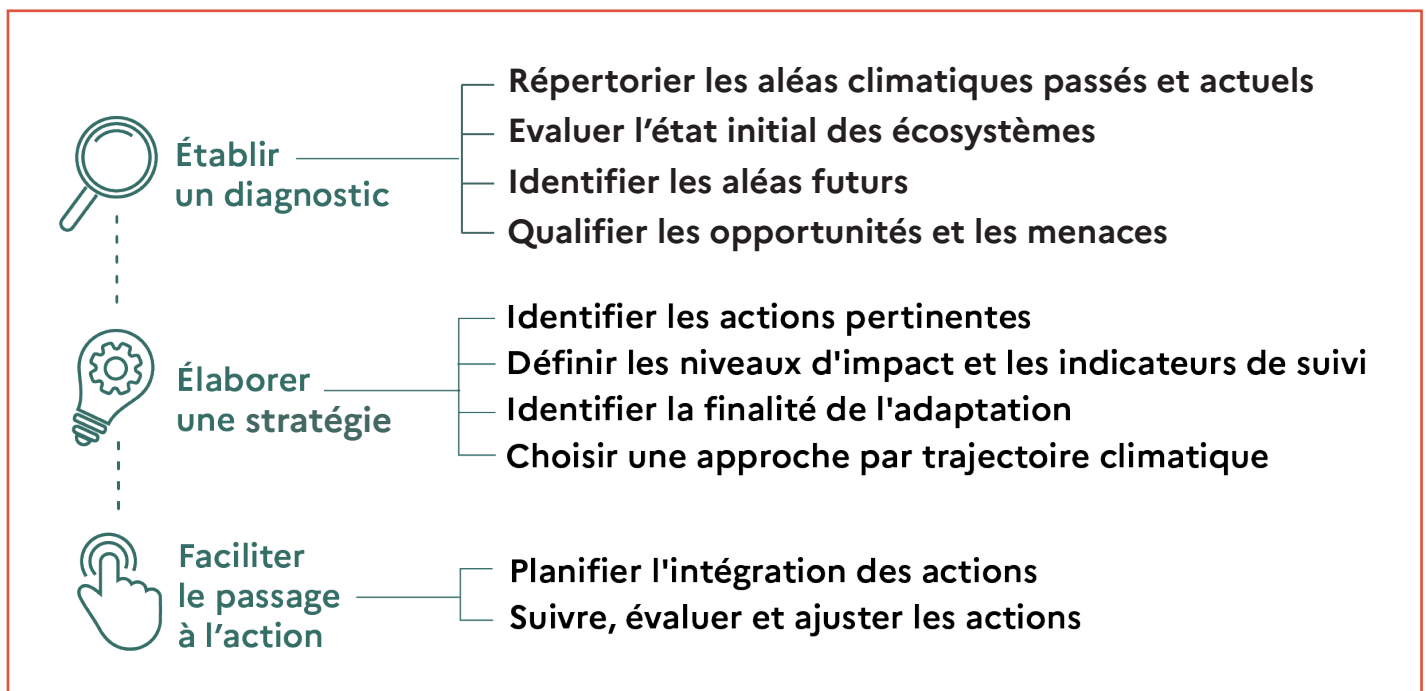 Établir
un diagnostic
Répertorier les aléas climatiques passés et actuels
Evaluer l’état initial des écosystèmes
Identifier les aléas futurs
Qualifier les opportunités et les menaces
Élaborer
une stratégie
Identifier les actions pertinentes
Définir les niveaux d'impact et les indicateurs de suivi
Identifier la finalité de l'adaptation
Choisir une approche par trajectoire climatique
Faciliter
le passage
à l’action
Planifier l'intégration des actions
Suivre, évaluer et ajuster les actions